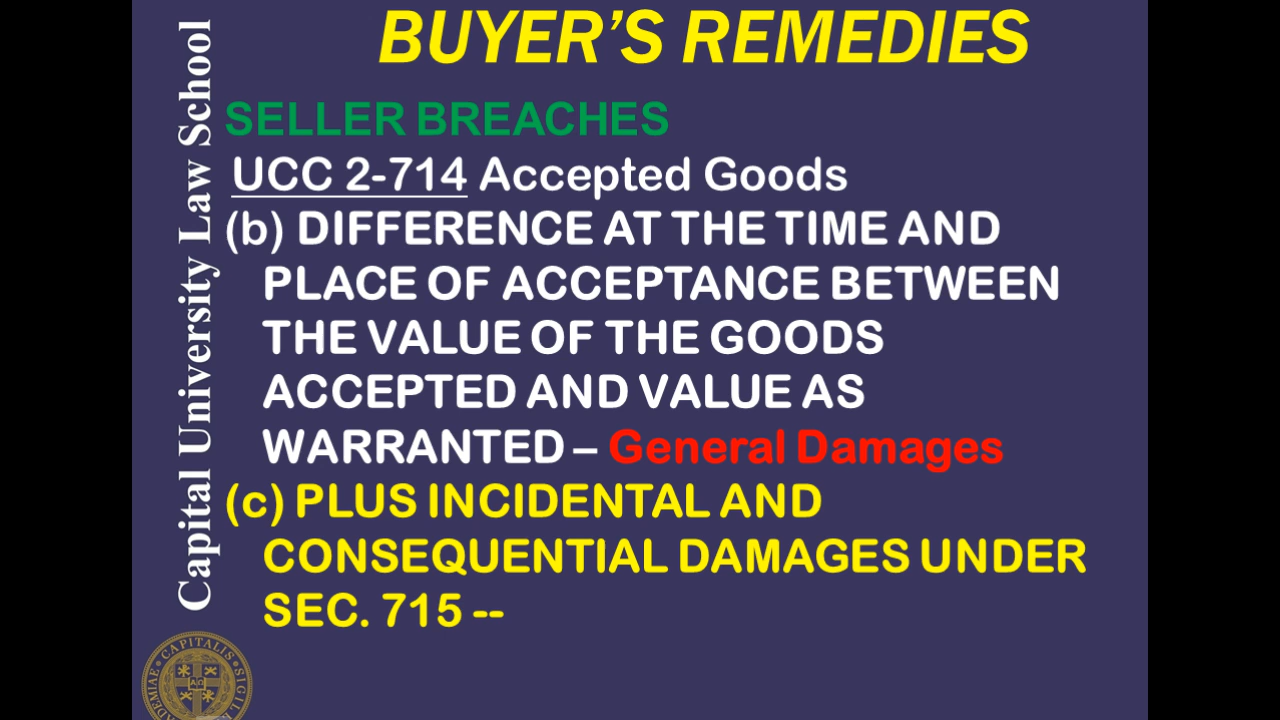 BUYER'S REMEDIES
Capital University Law School
SELLER BREACHES
UCC 2-714 Accepted Goods
(b) DIFFERENCE AT THE TIME AND
PLACE OF ACCEPTANCE BETWEEN
THE VALUE OF THE GOODS
ACCEPTED AND VALUE AS
WARRANTED – General Damages
(c) PLUS INCIDENTAL AND
CONSEQUENTIAL DAMAGES UNDER
SEC. 715 --
CAPITALIS